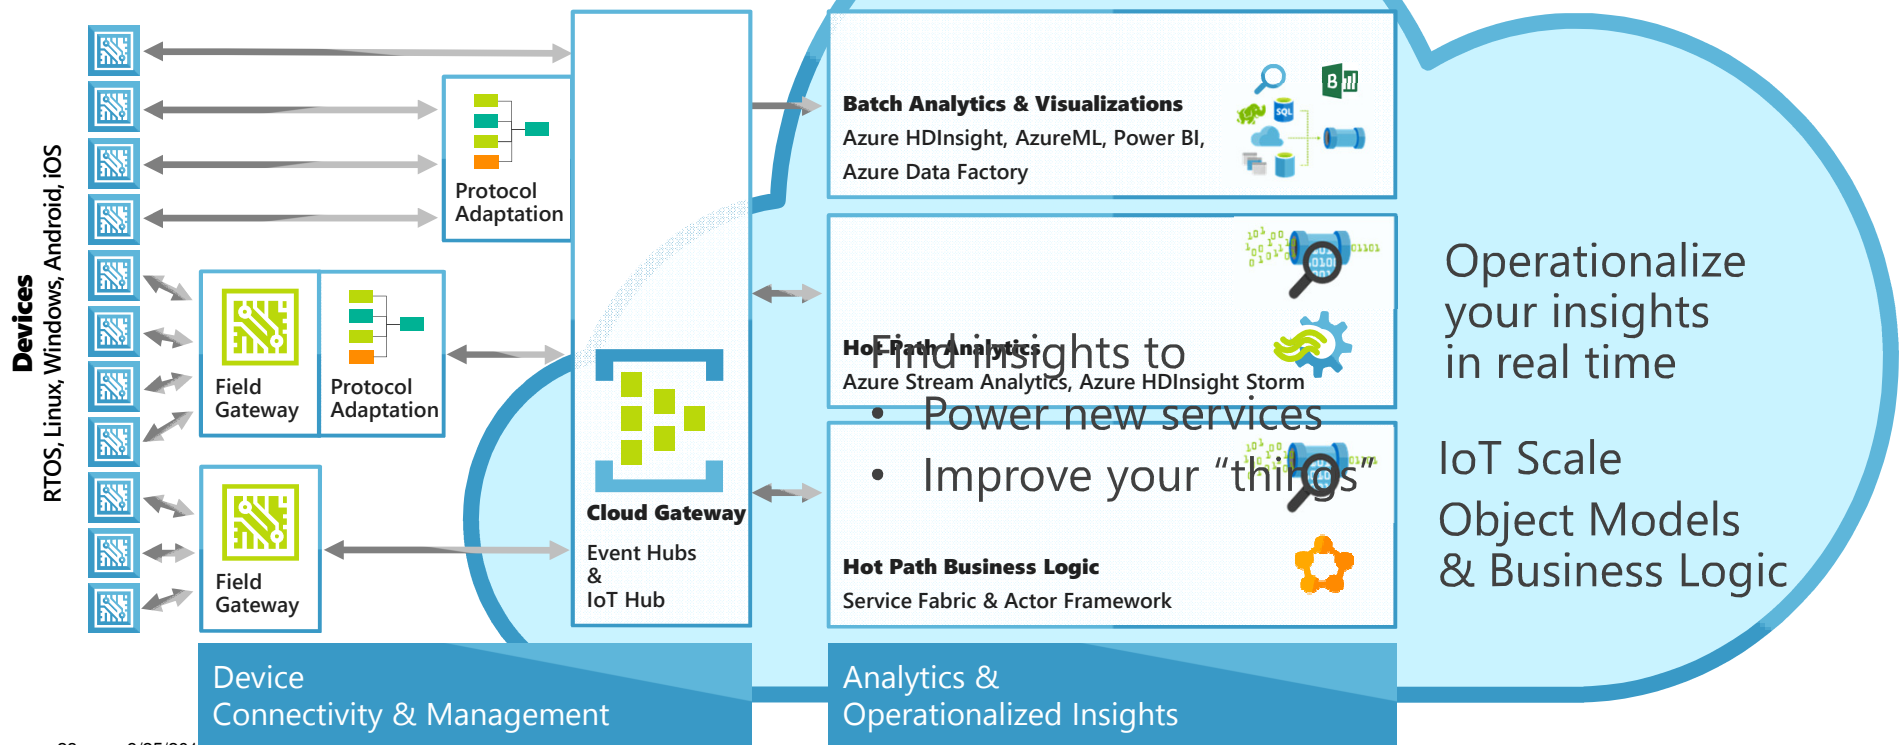 Devices
RTOS, Linux, Windows, Android, iOS
Protocol
Adaptation
Field
Gateway
Protocol
Adaptation
Field
Gateway
Cloud Gateway
Event Hubs
&
IoT Hub
Batch Analytics & Visualizations
Azure HDInsight, AzureML, Power BI,
Azure Data Factory
SQL
Hot Path Analytics
Azure Stream Analytics, Azure HDInsight Storm
Find insights to
• Power new services
• Improve your “things”
Hot Path Business Logic
Service Fabric & Actor Framework
Operationalize
your insights
in real time
IoT Scale
Object Models
& Business Logic
Device
Connectivity & Management
Analytics &
Operationalized Insights